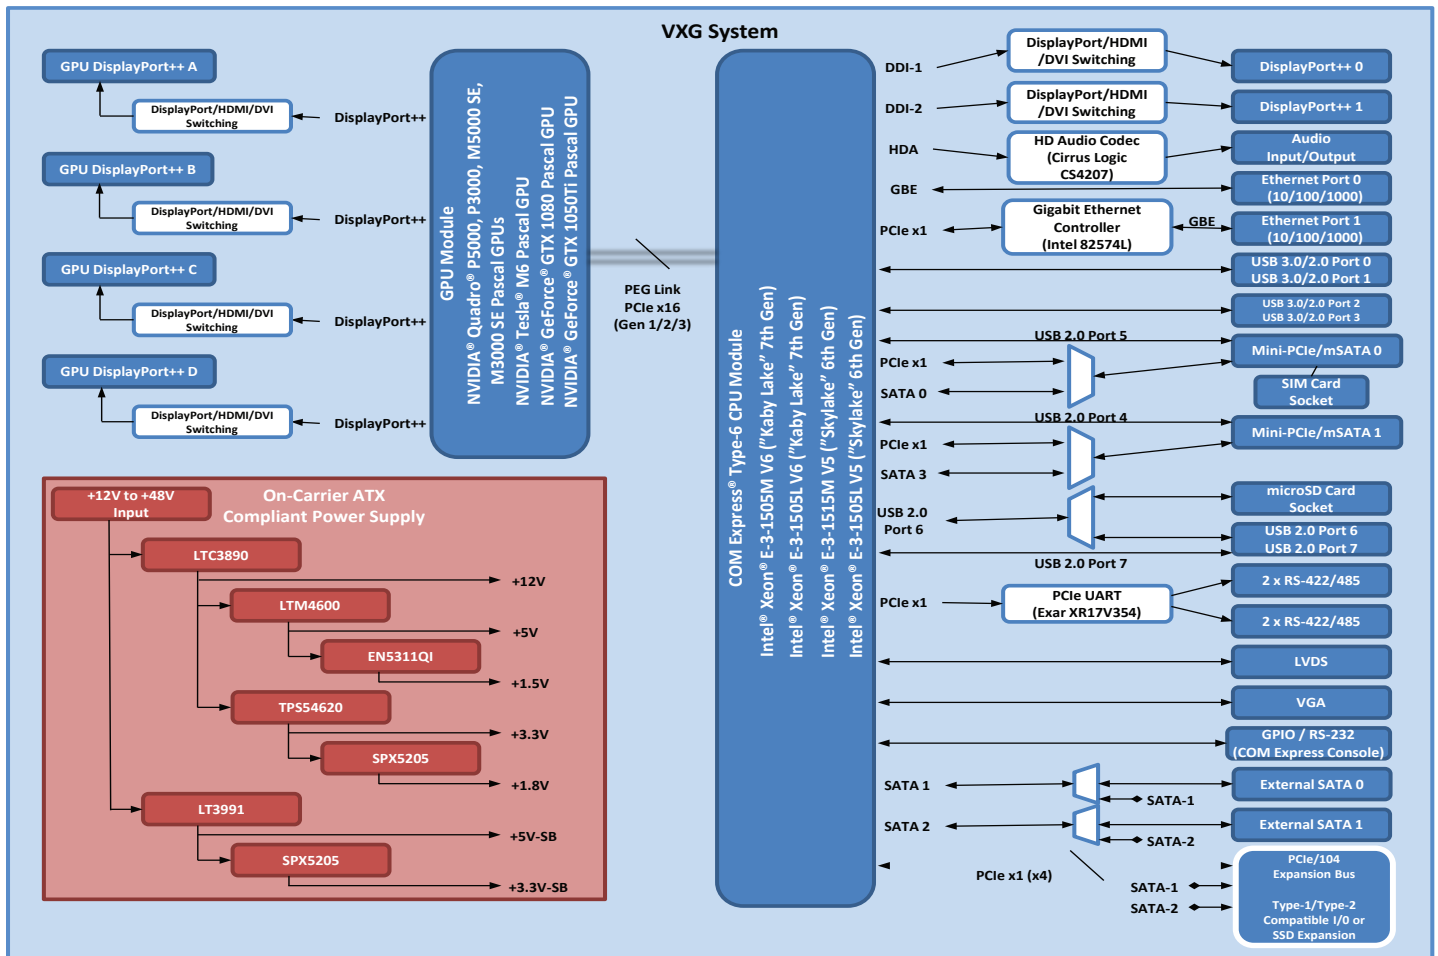 VXG System
GPU DisplayPort++ A
DisplayPort/HDMI/DVI
Switching
DisplayPort++
GPU DisplayPort++ B
DisplayPort/HDMI/DVI
Switching
DisplayPort++
GPU DisplayPort++ C
DisplayPort/HDMI/DVI
Switching
DisplayPort++
GPU DisplayPort++ D
DisplayPort/HDMI/DVI
Switching
DisplayPort++
GPU Module
NVIDIA® Quadro® P5000, P3000, M5000 SE,
M3000 SE Pascal GPUs
NVIDIA® Tesla® M6 Pascal GPU
NVIDIA® GeForce® GTX 1080 Pascal GPU
NVIDIA® GeForce® GTX 1050Ti Pascal GPU
PEG Link
PCIe x16
(Gen 1/2/3)
COM Express® Type-6 CPU Module
Intel® Xeon® E-3-1505M V6 (”Kaby Lake” 7th Gen)
Intel® Xeon® E-3-1505L V6 (”Kaby Lake” 7th Gen)
Intel® Xeon® E-3-1515M V5 (”Skylake” 6th Gen)
Intel® Xeon® E-3-1505L V5 (”Skylake” 6th Gen)
DDI-1
DisplayPort/HDMI
/DVI Switching
DisplayPort++ 0
DDI-2
DisplayPort/HDMI
/DVI Switching
DisplayPort++ 1
HDA
HD Audio Codec
(Cirrus Logic
CS4207)
Audio
Input/Output
GBE
Ethernet Port 0
(10/100/1000)
PCIe x1
Gigabit Ethernet
Controller
(Intel 82574L)
GBE
Ethernet Port 1
(10/100/1000)
USB 3.0/2.0 Port 0
USB 3.0/2.0 Port 1
USB 3.0/2.0 Port 2
USB 3.0/2.0 Port 3
USB 2.0 Port 5
PCIe x1
SATA 0
Mini-PCIe/mSATA 0
SIM Card
Socket
USB 2.0 Port 4
PCIe x1
SATA 3
Mini-PCIe/mSATA 1
USB 2.0
Port 6
microSD Card
Socket
USB 2.0 Port 6
USB 2.0 Port 7
USB 2.0 Port 7
PCIe x1
PCIe UART
(Exar XR17V354)
2 x RS-422/485
2 x RS-422/485
LVDS
VGA
GPIO / RS-232
(COM Express Console)
SATA 1
SATA-1
External SATA 0
SATA 2
SATA-2
External SATA 1
PCIe x1 (x4)
SATA-1
SATA-2
PCIe/104
Expansion Bus
Type-1/Type-2
Compatible I/0 or
SSD Expansion
On-Carrier ATX
Compliant Power Supply
+12V to +48V
Input
LTC3890
+12V
LTM4600
+5V
EN5311QI
+1.5V
TPS54620
+3.3V
SPX5205
+1.8V
LT3991
+5V-SB
SPX5205
+3.3V-SB